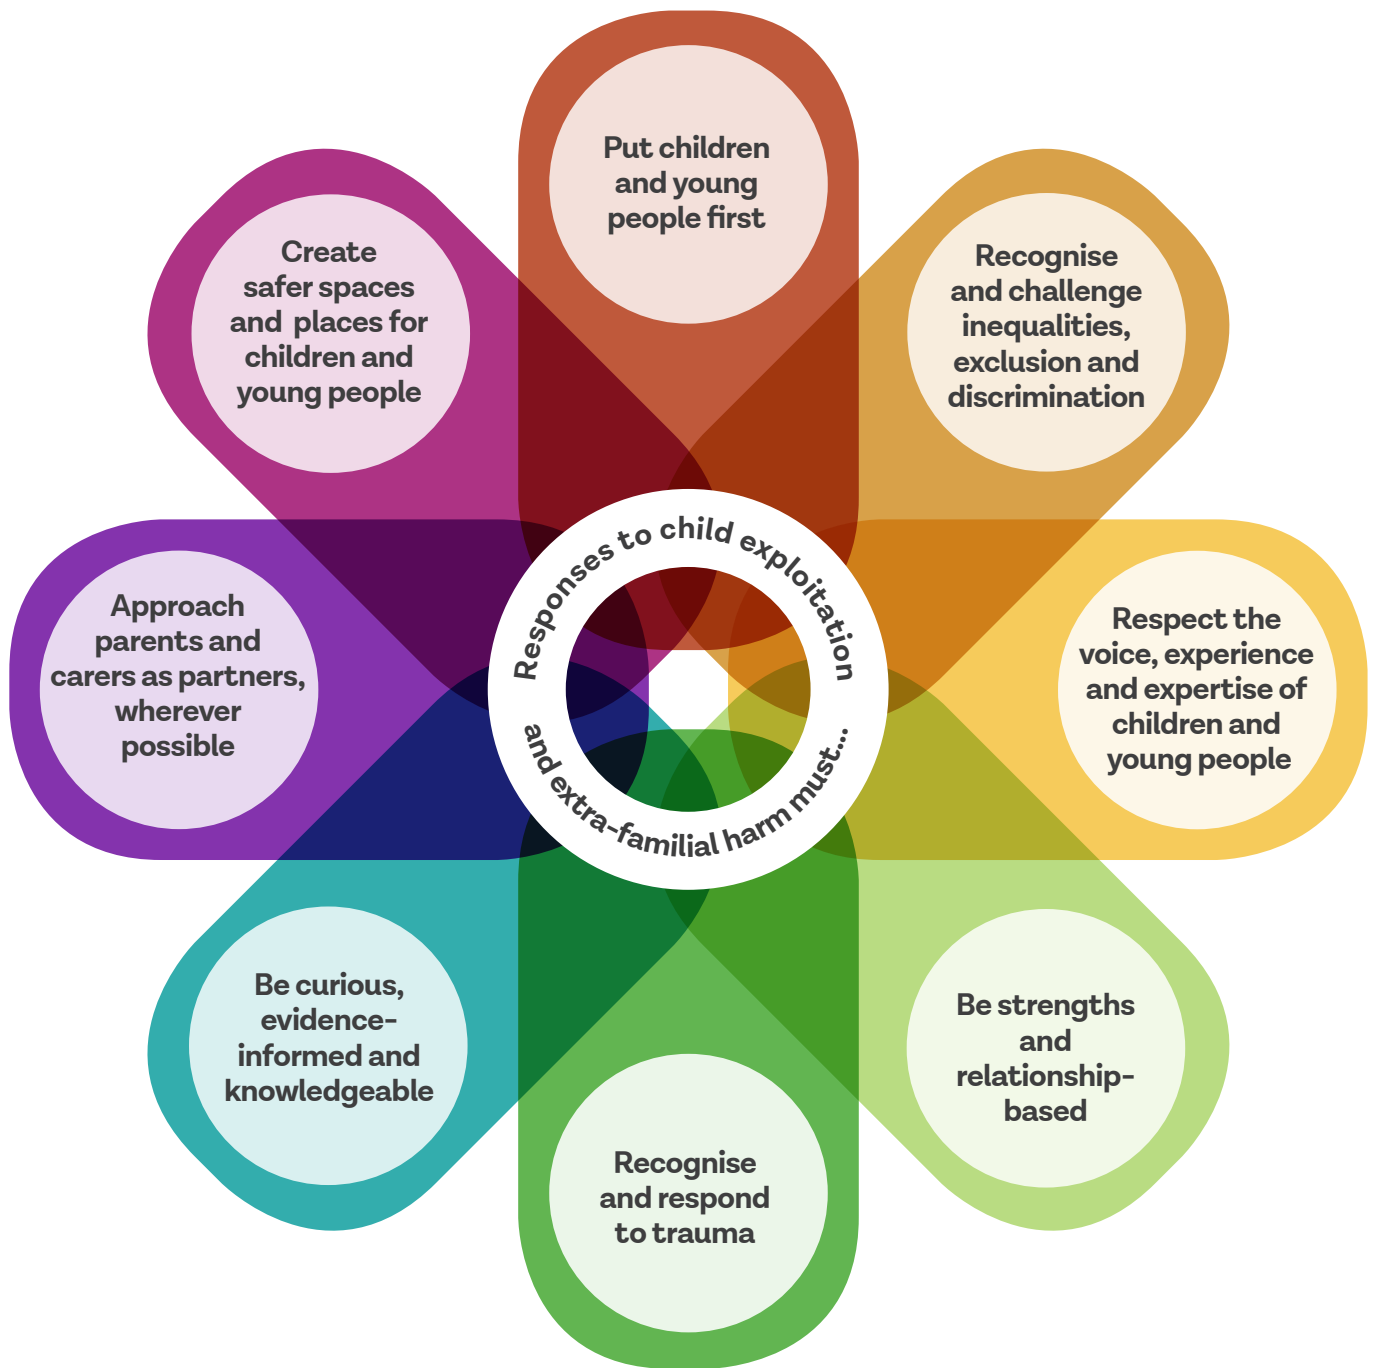 Put children
and young
people first
Recognise
and challenge
inequalities,
exclusion and
discrimination
Respect the
voice, experience
and expertise of
children and
young people
Be strengths
and
relationship-
based
Recognise
and respond
to trauma
Be curious,
evidence-
informed and
knowledgeable
Approach
parents and
carers as partners,
wherever
possible
Create
safer spaces
and places for
children and
young people
Responses to child exploitation
and extra-familial harm must...